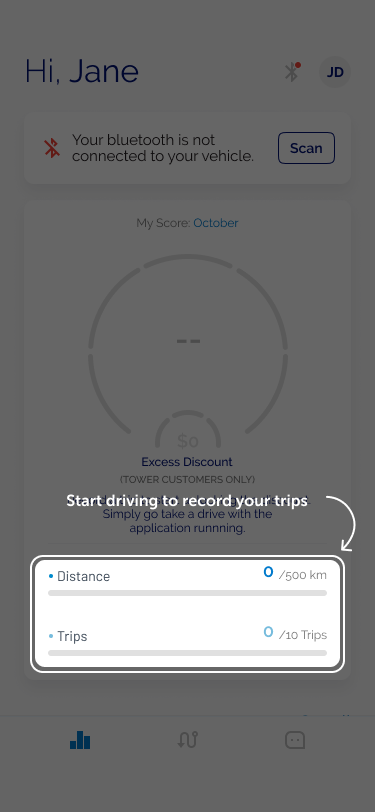 Hi, Jane
JD
Your bluetooth is not
connected to your vehicle.
Scan
My Score: October
--
$0
Excess Discount
(TOWER CUSTOMERS ONLY)
Start driving to record your trips
Simply go take a drive with the
application runnning.
Distance
0 /500 km
Trips
0 /10 Trips